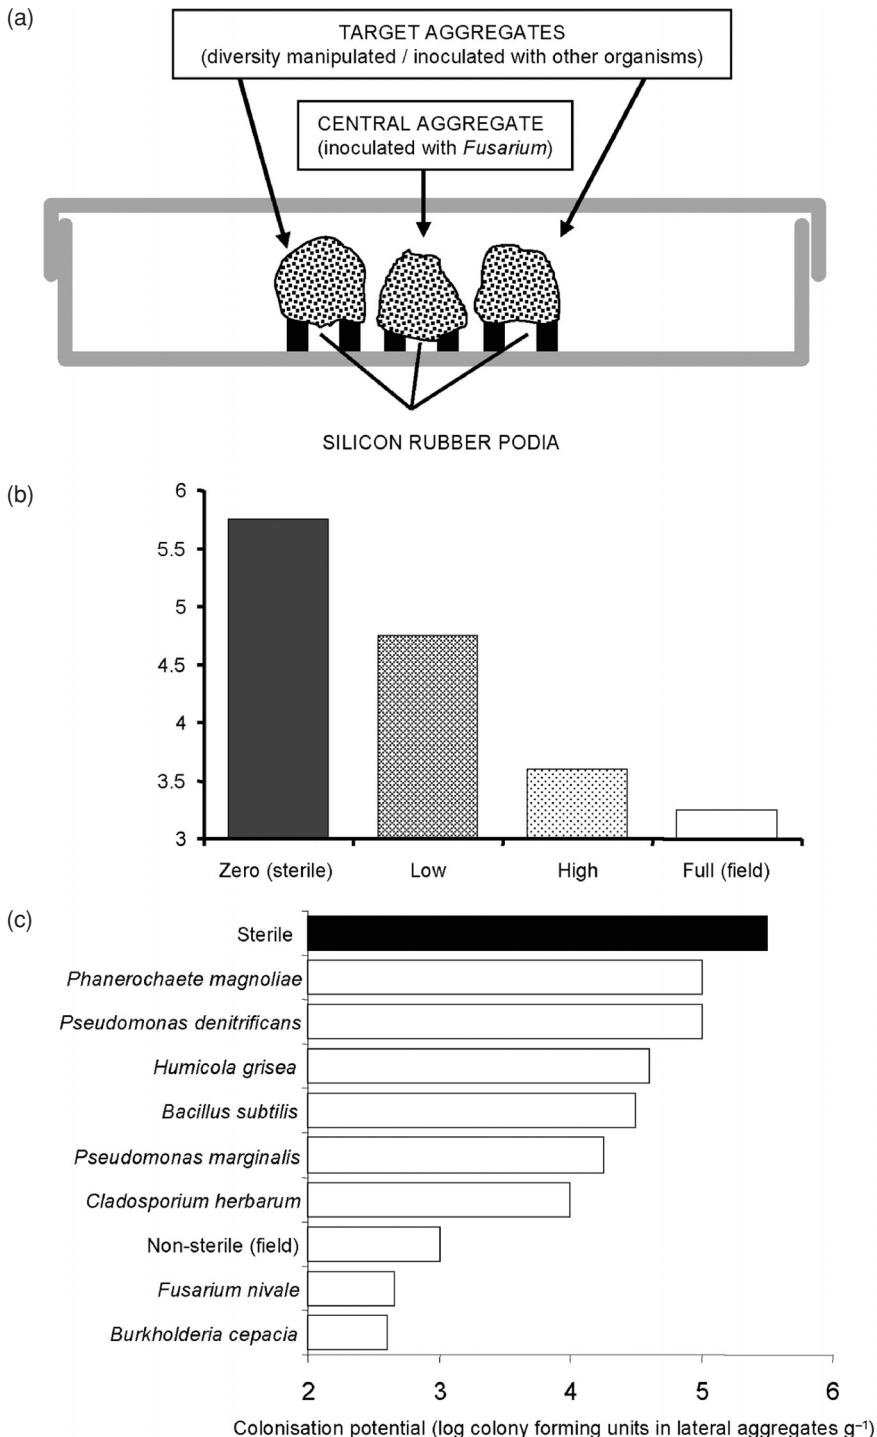 (a)
TARGET AGGREGATES
(diversity manipulated / inoculated with other organisms)
CENTRAL AGGREGATE
(inoculated with Fusarium)
SILICON RUBBER PODIA
(b)
6
5.5
5
4.5
4
3.5
3
Zero (sterile) Low High Full (field)
(c)
Sterile
Phanerochaete magnoliae
Pseudomonas denitrificans
Humicola grisea
Bacillus subtilis
Pseudomonas marginalis
Cladosporium herbarum
Non-sterile (field)
Fusarium nivale
Burkholderia cepacia
2 3 4 5 6
Colonisation potential (log colony forming units in lateral aggregates g⁻¹)